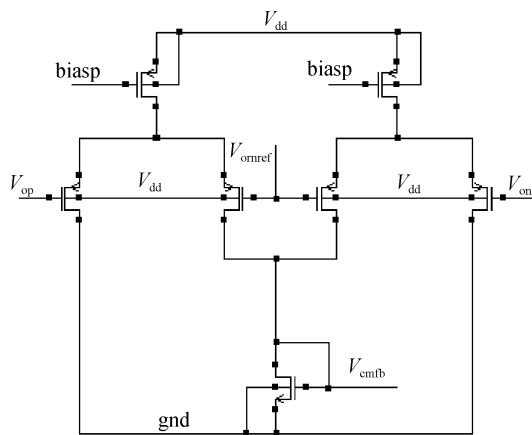 Vdd
biasp
biasp
Vornref
Vop
Vdd
Vdd
Von
Vcmfb
gnd